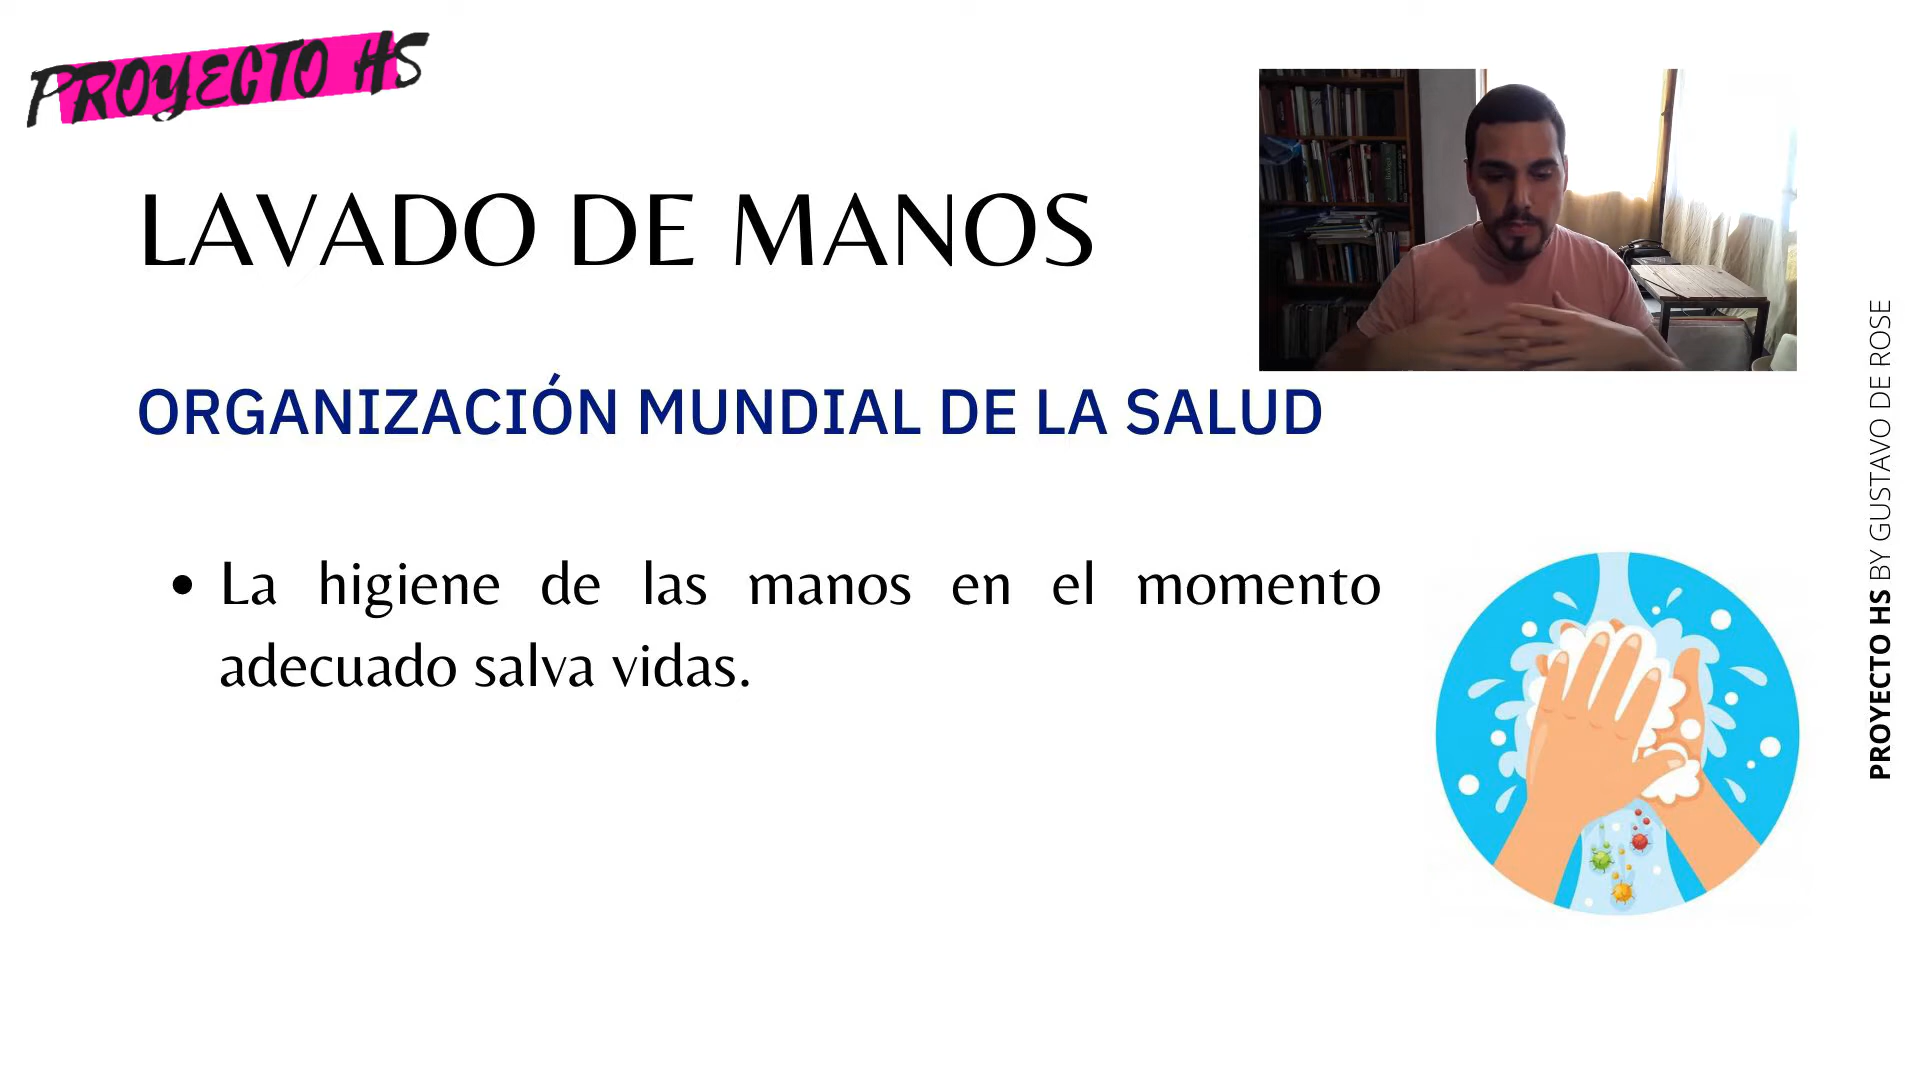 PROYECTO HS
LAVADO DE MANOS
ORGANIZACIÓN MUNDIAL DE LA SALUD
• La higiene de las manos en el momento
adecuado salva vidas.
PROYECTO HS BY GUSTAVO DE ROSE